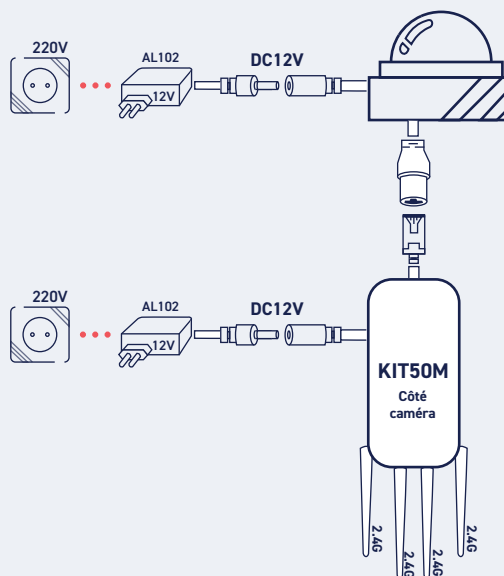 220V
AL102
12V
DC12V
220V
AL102
12V
DC12V
KIT50M
Côté
caméra
2.4G
2.4G
2.4G
2.4G